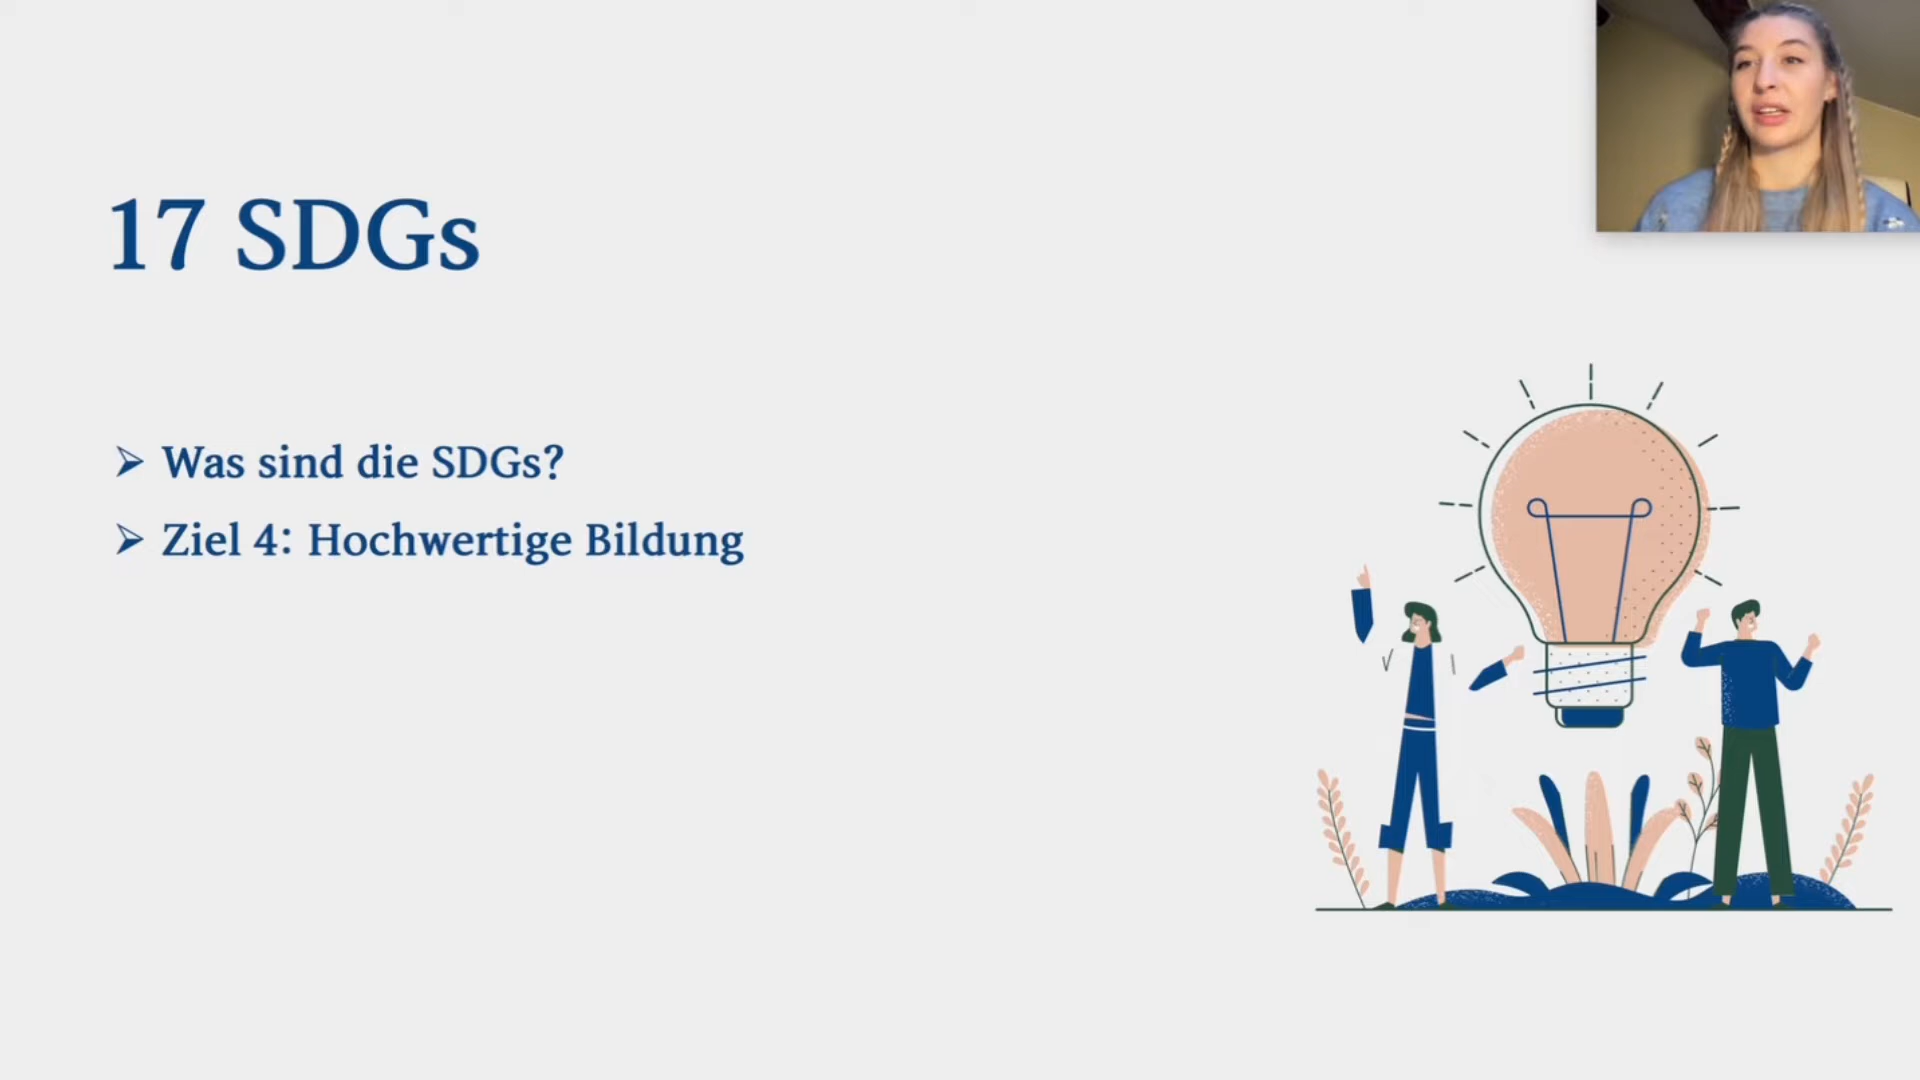 17 SDGs
➢ Was sind die SDGs?
➢ Ziel 4: Hochwertige Bildung